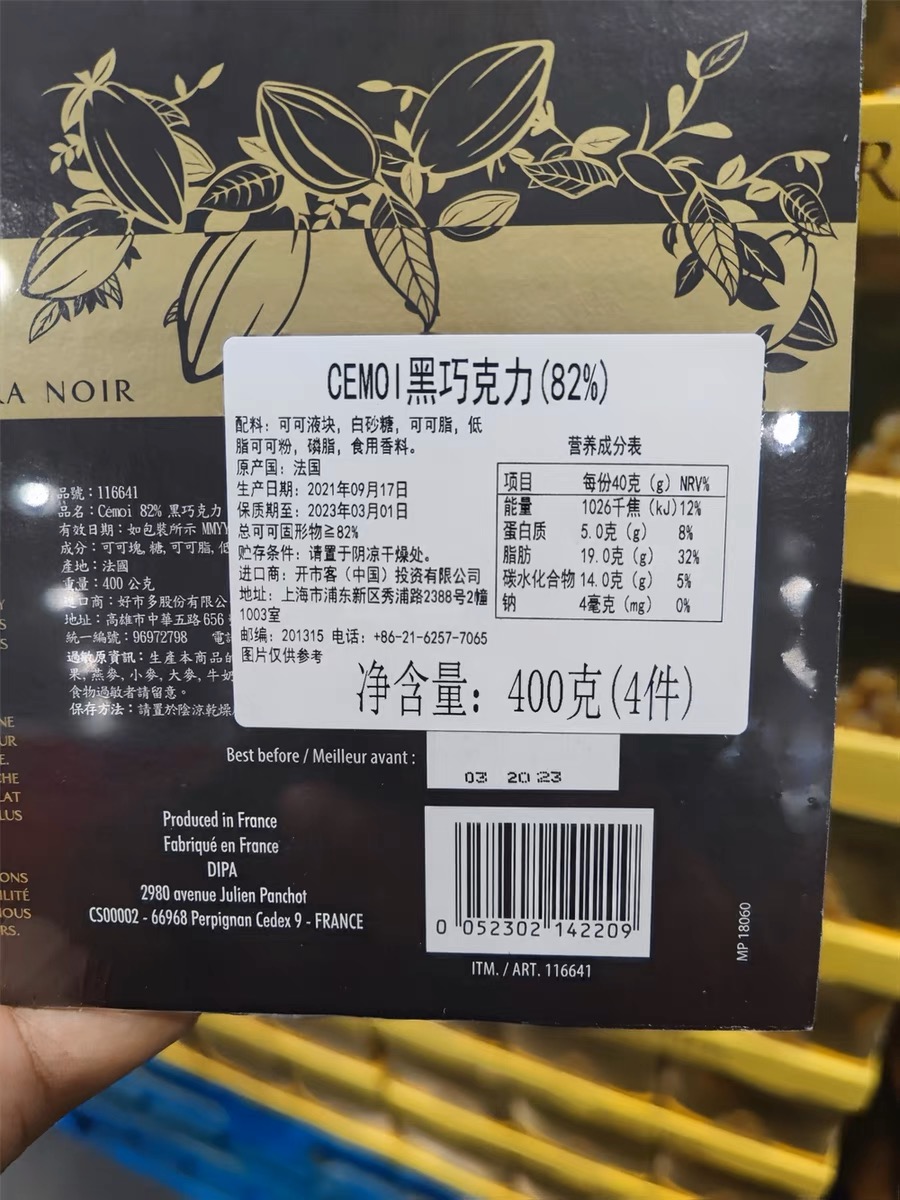 RA NOIR
CEMOI黑巧克力(82%)
配料：可可液块，白砂糖，可可脂，低
脂可可粉，磷脂，食用香料。
原产国：法国
生产日期：2021年09月17日
保质期至：2023年03月01日
总可可固形物≧82%
贮存条件：请置于阴凉干燥处。
进口商：开市客（中国）投资有限公司
地址：上海市浦东新区秀浦路2388号2幢
1003室
邮编：201315 电话：+86-21-6257-7065
图片仅供参考
营养成分表
项目 每份40克（g）NRV%
能量 1026千焦（kJ)12%
蛋白质 5.0克（g） 8%
脂肪 19.0克（g） 32%
碳水化合物 14.0克（g） 5%
钠 4毫克（mg） 0%
净含量：400克(4件)
品號：116641
品名：Cémoi 82% 黑巧克力
有效日期：如包裝所示 MMYY
成分：可可塊, 糖, 可可脂, 低
產地：法國
重量：400 公克
進口商：好市多股份有限公
地址：高雄市中華五路 656
統一編號：96972798 電
過敏原資訊：生產本商品的
果, 燕麥, 小麥, 大麥, 牛奶
食物過敏者請留意。
保存方法：請置於陰涼乾燥
Best before / Meilleur avant :
03 2023
Produced in France
Fabriqué en France
DIPA
2980 avenue Julien Panchot
CS00002 - 66968 Perpignan Cedex 9 - FRANCE
0 052302 142209
ITM. / ART. 116641
MP 18060
Y
S
S
NE
UR
E.
CHE
LAT
LUS
ONS
ILITÉ
IOUS
RS.
R